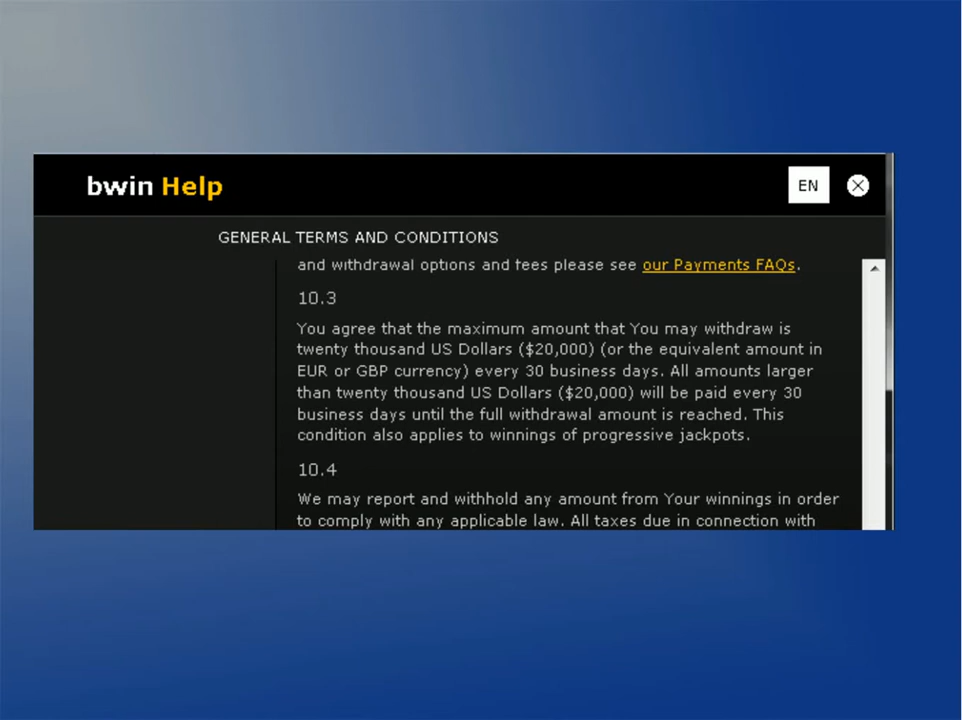 bwin Help
EN
GENERAL TERMS AND CONDITIONS
and withdrawal options and fees please see our Payments FAQs.
10.3
You agree that the maximum amount that You may withdraw is
twenty thousand US Dollars ($20,000) (or the equivalent amount in
EUR or GBP currency) every 30 business days. All amounts larger
than twenty thousand US Dollars ($20,000) will be paid every 30
business days until the full withdrawal amount is reached. This
condition also applies to winnings of progressive jackpots.
10.4
We may report and withhold any amount from Your winnings in order
to comply with any applicable law. All taxes due in connection with